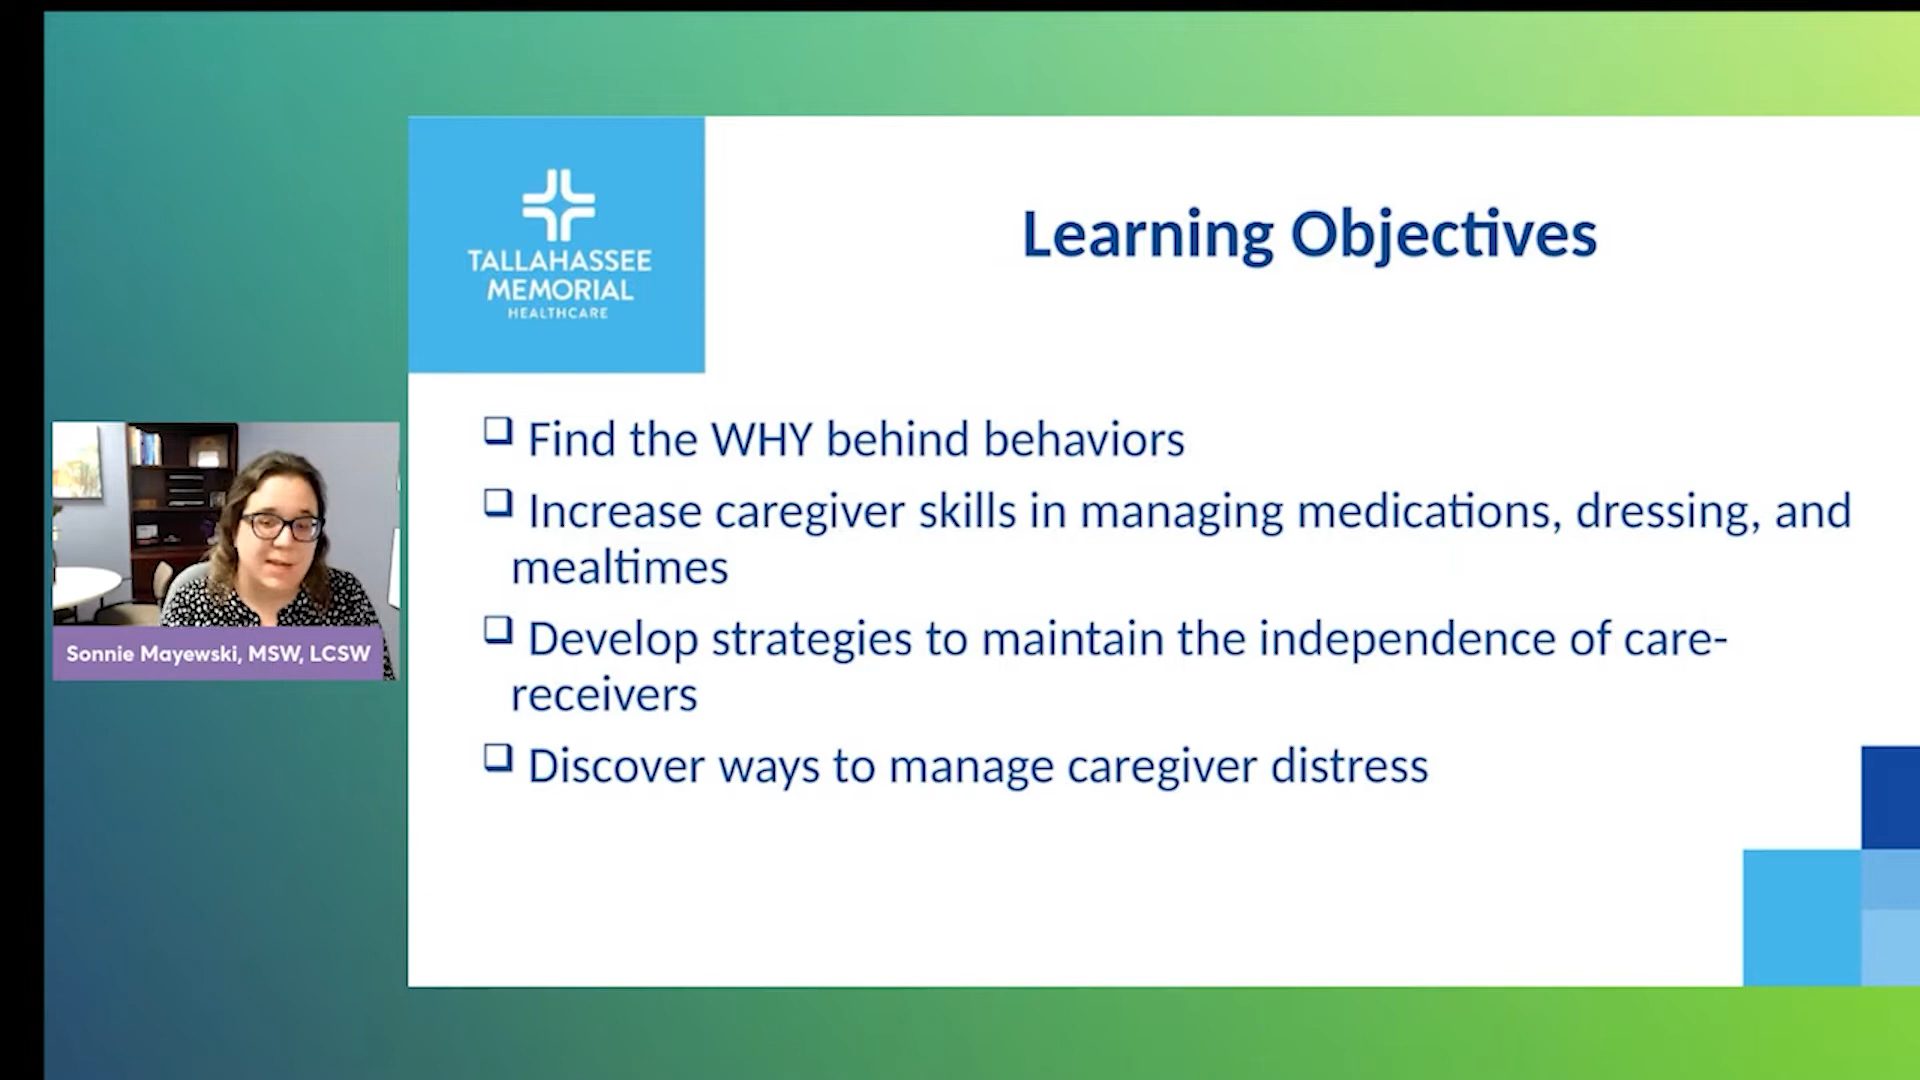 TALLAHASSEE
MEMORIAL
HEALTHCARE
Learning Objectives
❑ Find the WHY behind behaviors
❑ Increase caregiver skills in managing medications, dressing, and
mealtimes
❑ Develop strategies to maintain the independence of care-
receivers
❑ Discover ways to manage caregiver distress
Sonnie Mayewski, MSW, LCSW